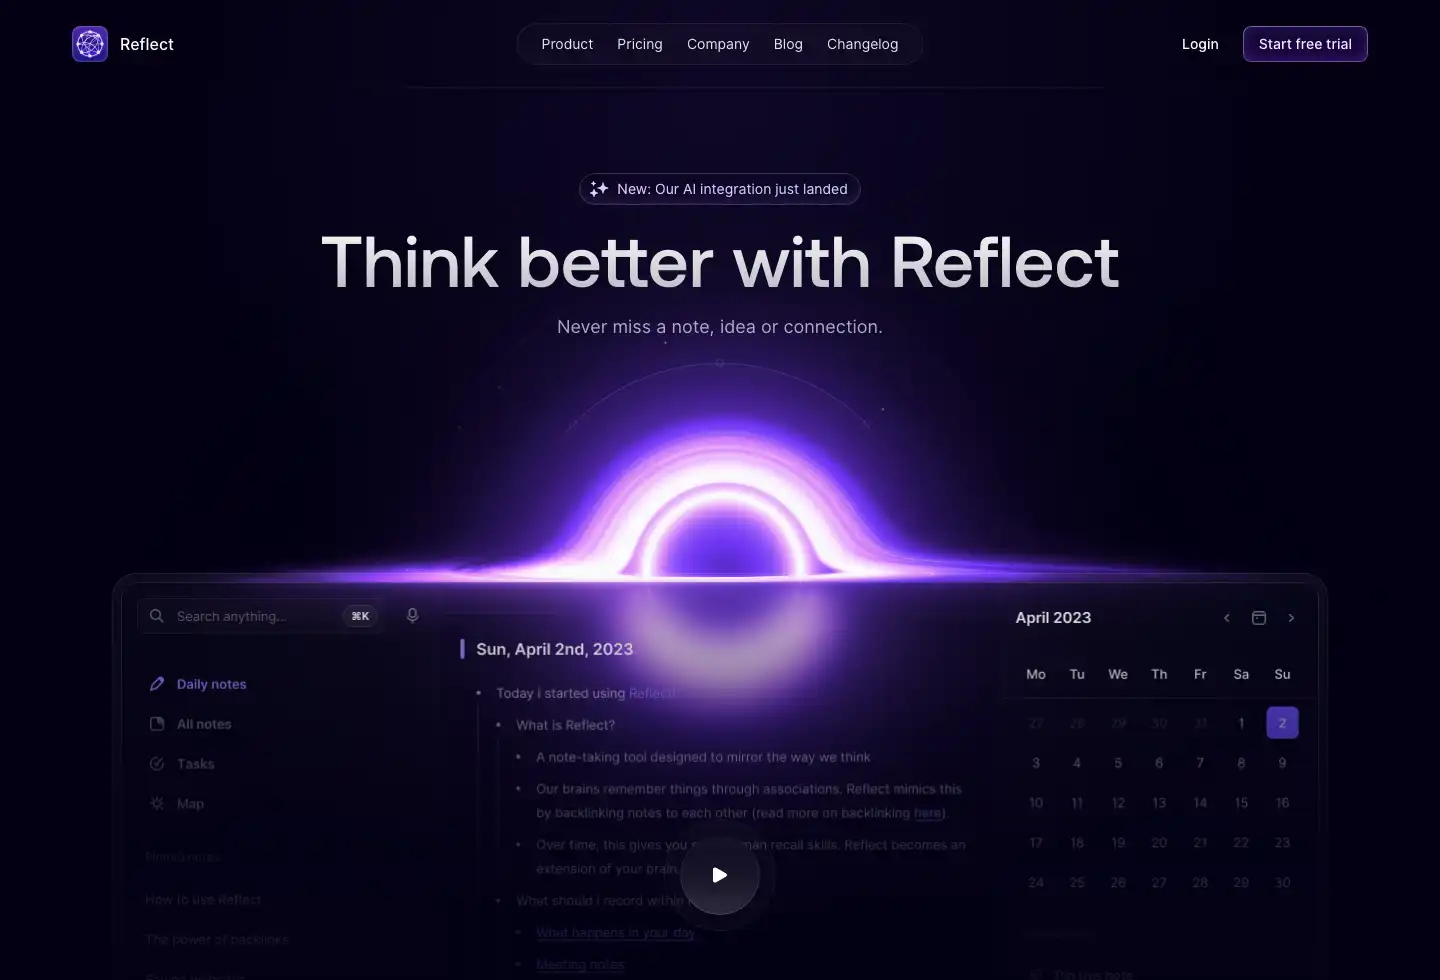 Reflect
Product Pricing Company Blog Changelog
Login
Start free trial
New: Our AI integration just landed
Think better with Reflect
Never miss a note, idea or connection.
Search anything...
⌘K
Daily notes
All notes
Tasks
Map
Pinned notes
How to use Reflect
The power of backlinks
Sun, April 2nd, 2023
• Today i started using Reflect!
• What is Reflect?
• A note-taking tool designed to mirror the way we think
• Our brains remember things through associations. Reflect mimics this
by backlinking notes to each other (read more on backlinking here).
• Over time, this gives you recall skills. Reflect becomes an
extension of your brain.
• What should i record within
• What happens in your day
• Meeting notes
April 2023
Mo Tu We Th Fr Sa Su
27 28 29 30 31 1 2
3 4 5 6 7 8 9
10 11 12 13 14 15 16
17 18 19 20 21 22 23
24 25 26 27 28 29 30
Pin this note